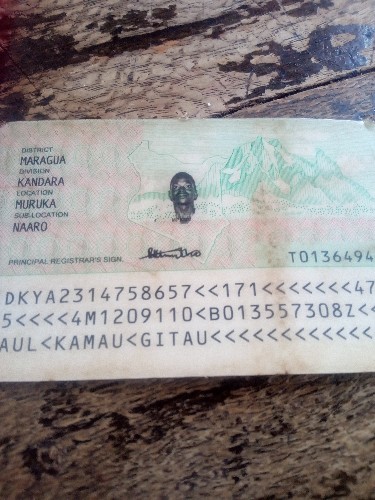 DISTRICT
MARAGUA
DIVISION
KANDARA
LOCATION
MURUKA
SUB-LOCATION
NAARO
PRINCIPAL REGISTRAR'S SIGN.
T0136494
DKYA2314758657<<171<<<<<<<47
5<<<<4M1209110<B013557308Z<
AUL<KAMAU<GITAU<<<<<<<<<<<<<